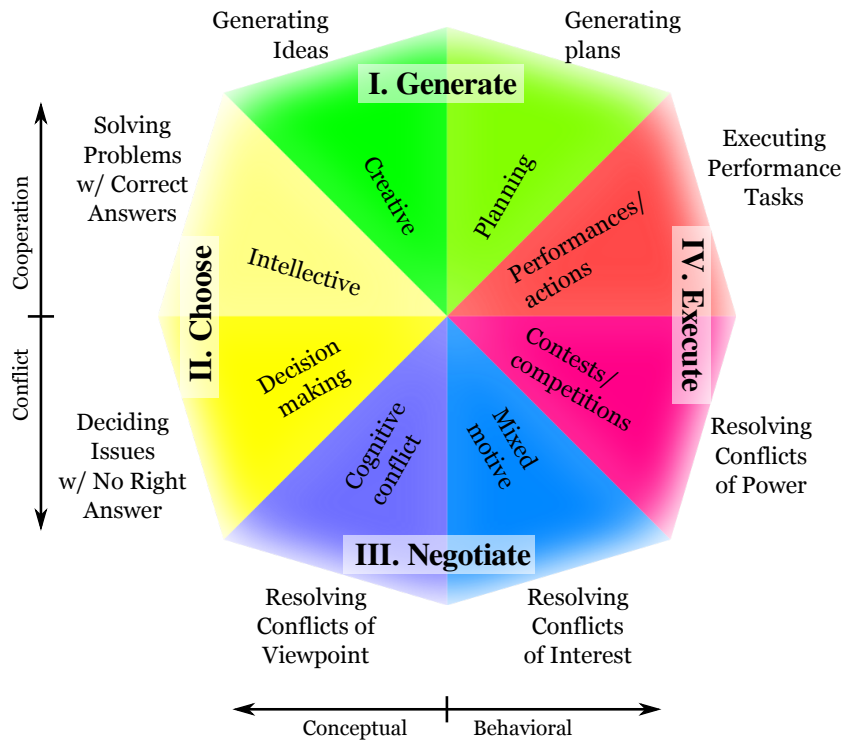 Generating
Ideas
Generating
plans
I. Generate
Solving
Problems
w/ Correct
Answers
Executing
Performance
Tasks
Creative
Planning
Intellective
Performances/
actions
Cooperation
Conflict
II. Choose
IV. Execute
Decision
making
Cognitive
conflict
Mixed
motive
Contests/
competitions
Deciding
Issues
w/ No Right
Answer
Resolving
Conflicts
of Power
III. Negotiate
Resolving
Conflicts of
Viewpoint
Resolving
Conflicts
of Interest
Conceptual
Behavioral